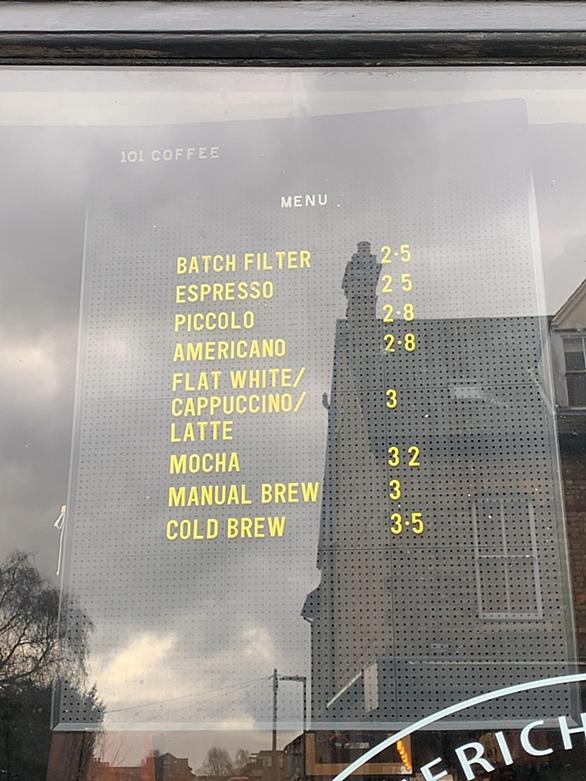 101 COFFEE
MENU
BATCH FILTER 2·5
ESPRESSO 2 5
PICCOLO 2·8
AMERICANO 2·8
FLAT WHITE/
CAPPUCCINO/ 3
LATTE
MOCHA 3 2
MANUAL BREW 3
COLD BREW 3·5
ERICH